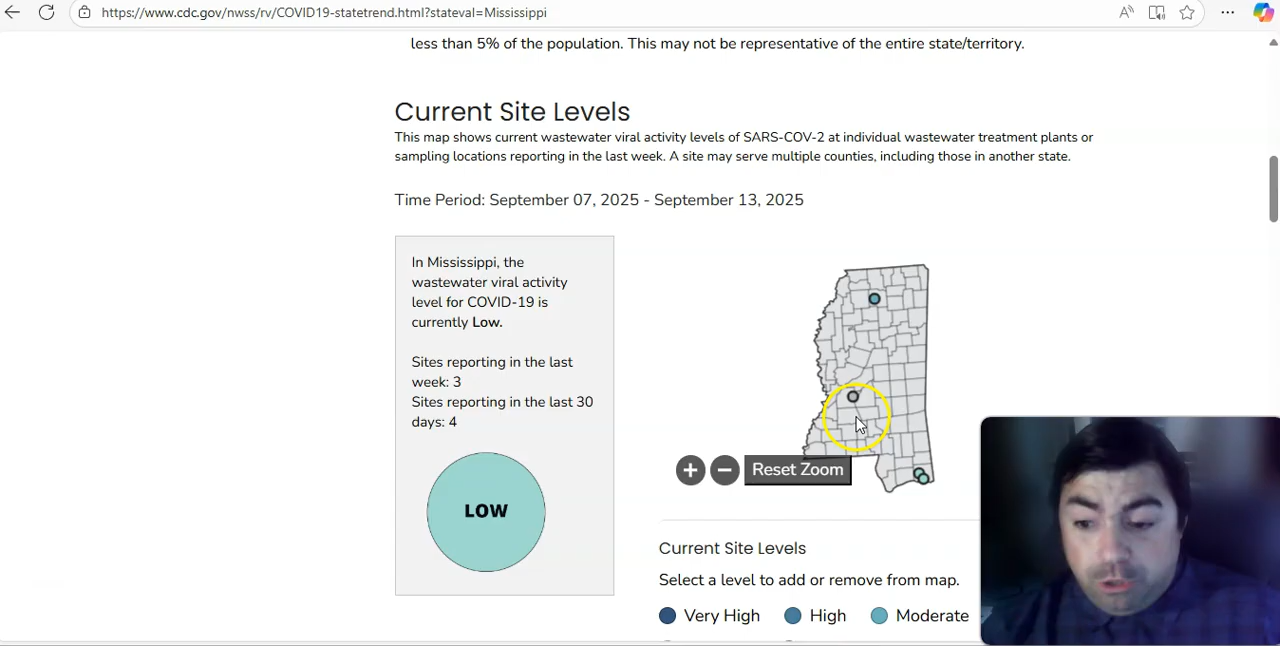 https://www.cdc.gov/nwss/rv/COVID19-statetrend.html?stateval=Mississippi
less than 5% of the population. This may not be representative of the entire state/territory.
Current Site Levels
This map shows current wastewater viral activity levels of SARS-COV-2 at individual wastewater treatment plants or
sampling locations reporting in the last week. A site may serve multiple counties, including those in another state.
Time Period: September 07, 2025 - September 13, 2025
In Mississippi, the
wastewater viral activity
level for COVID-19 is
currently Low.
Sites reporting in the last
week: 3
Sites reporting in the last 30
days: 4
LOW
Reset Zoom
Current Site Levels
Select a level to add or remove from map.
Very High High Moderate